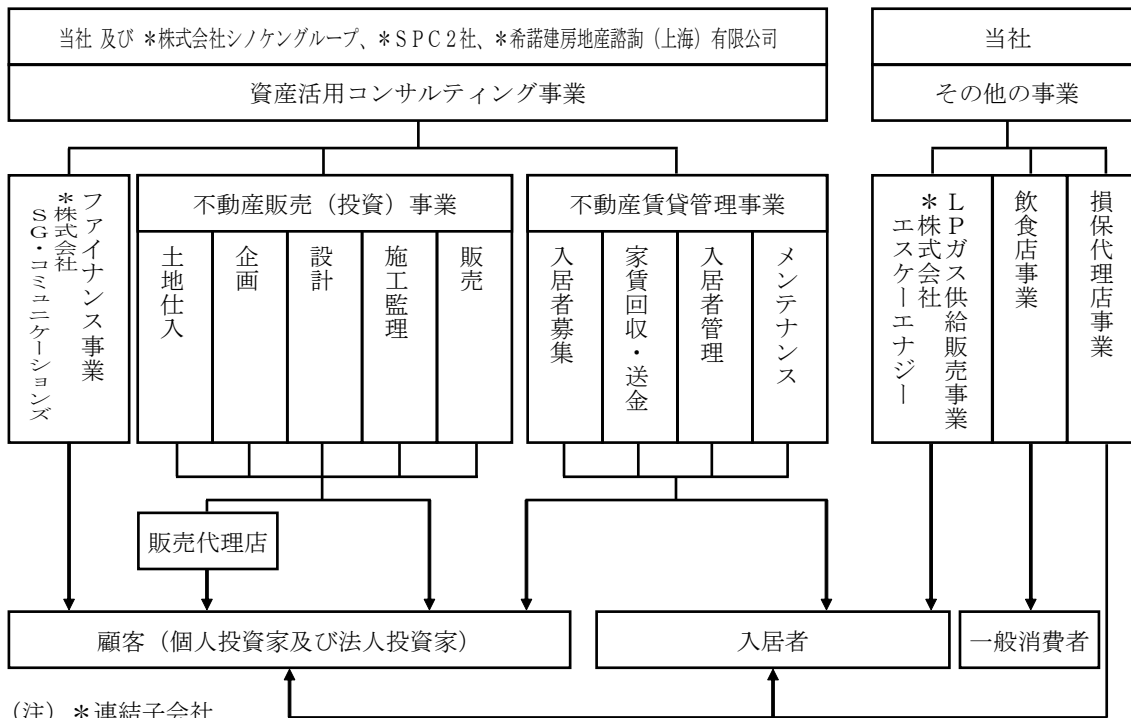 当社 及び ＊株式会社シノケングループ、＊ＳＰＣ２社、＊希諾建房地産諮詢（上海）有限公司
資産活用コンサルティング事業
当社
その他の事業
ファイナンス事業
＊株式会社
ＳＧ・コミュニケーションズ
不動産販売（投資）事業
土地仕入
企画
設計
施工監理
販売
不動産賃貸管理事業
入居者募集
家賃回収・送金
入居者管理
メンテナンス
ＬＰガス供給販売事業
＊株式会社
エスケーエナジー
飲食店事業
損保代理店事業
販売代理店
顧客（個人投資家及び法人投資家）
入居者
一般消費者
（注）＊連結子会社